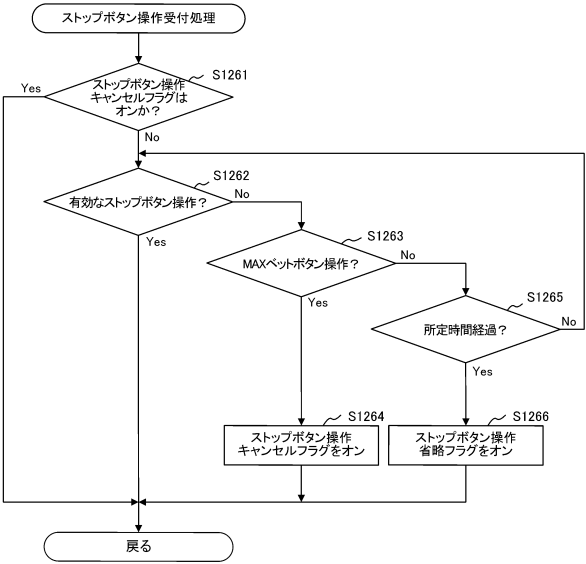 ストップボタン操作受付処理
S1261
ストップボタン操作
キャンセルフラグは
オンか？
Yes
No
S1262
有効なストップボタン操作？
No
Yes
S1263
MAXベットボタン操作？
No
Yes
S1265
所定時間経過？
No
Yes
S1264
ストップボタン操作
キャンセルフラグをオン
S1266
ストップボタン操作
省略フラグをオン
戻る